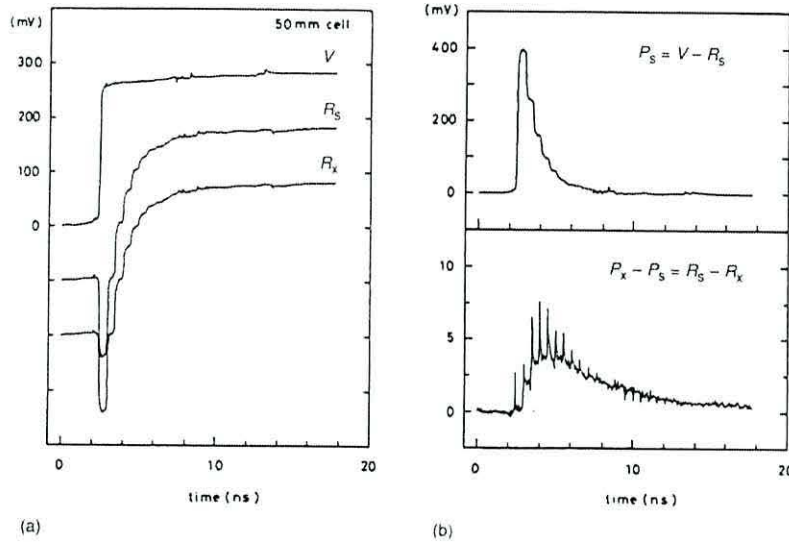 (mV)
50 mm cell
300
200
100
0
V
R_s
R_x
0
10
20
time (ns)
(a)
(mV)
400
200
0
P_s = V – R_s
10
5
0
P_x – P_s = R_s – R_x
0
10
20
time (ns)
(b)